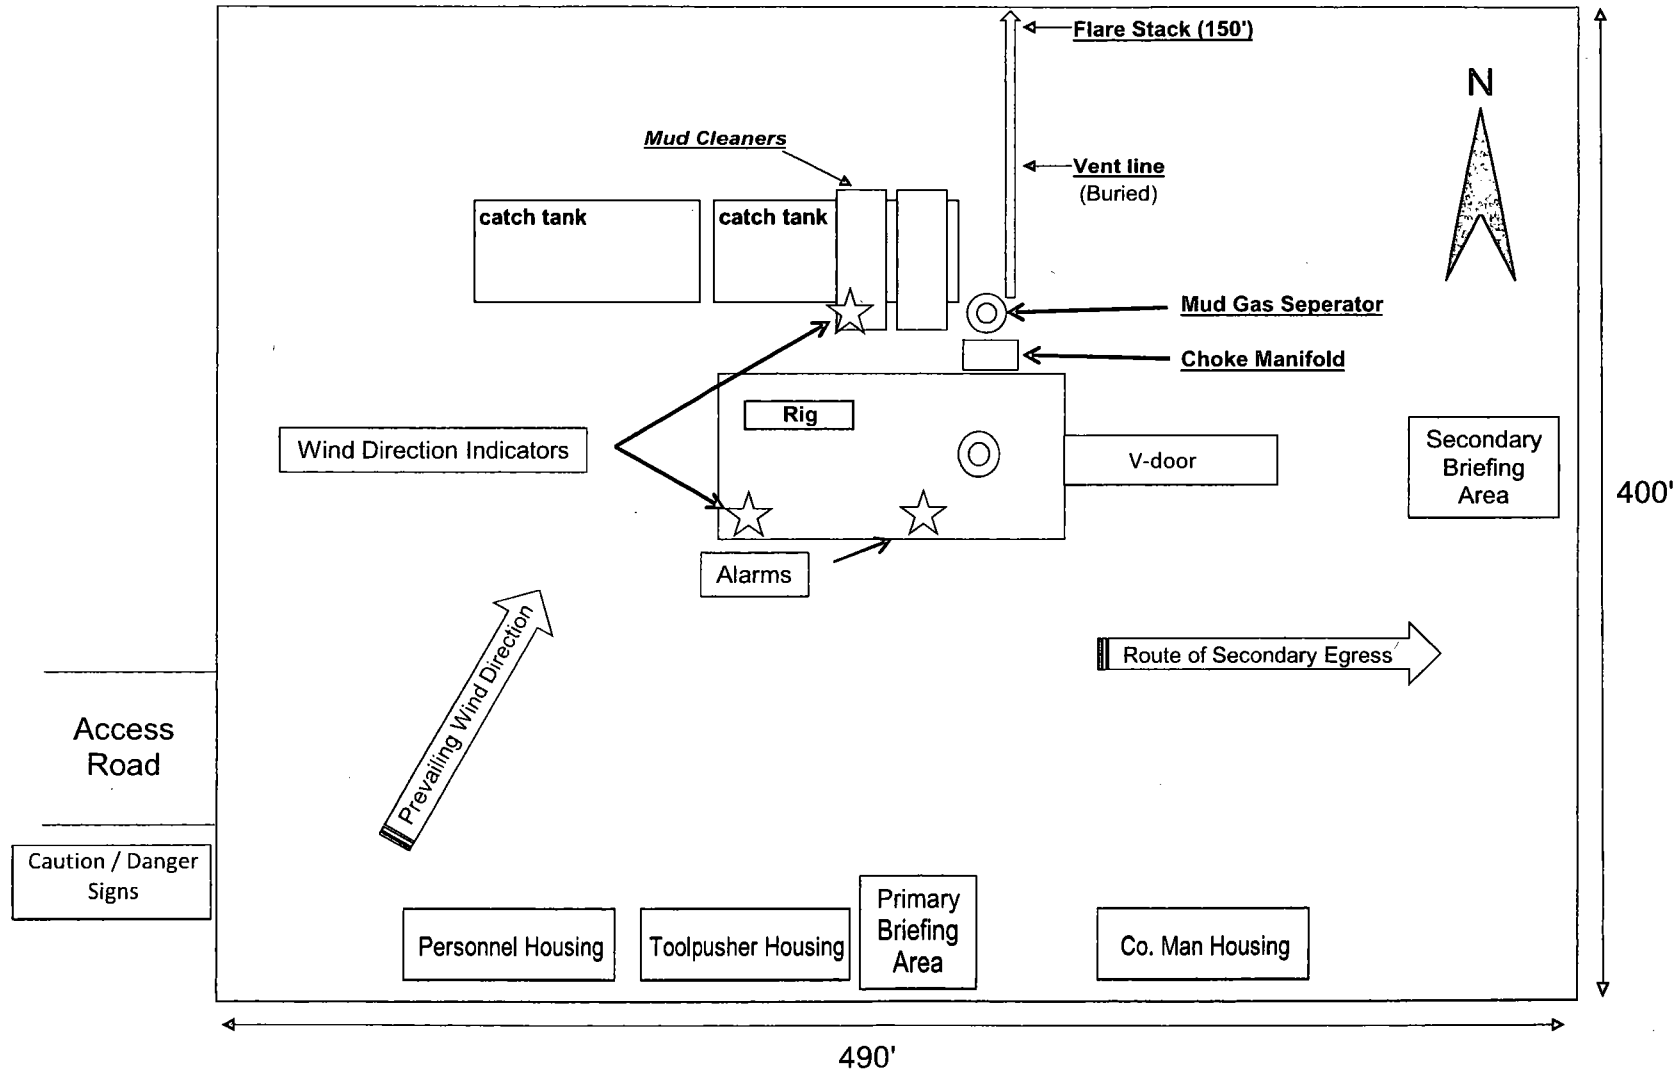 Flare Stack (150')
N
Mud Cleaners
Vent line
(Buried)
catch tank
catch tank
Mud Gas Seperator
Choke Manifold
Rig
Wind Direction Indicators
V-door
Secondary
Briefing
Area
400'
Alarms
Prevailing Wind Direction
Route of Secondary Egress
Access
Road
Caution / Danger
Signs
Personnel Housing
Toolpusher Housing
Primary
Briefing
Area
Co. Man Housing
490'